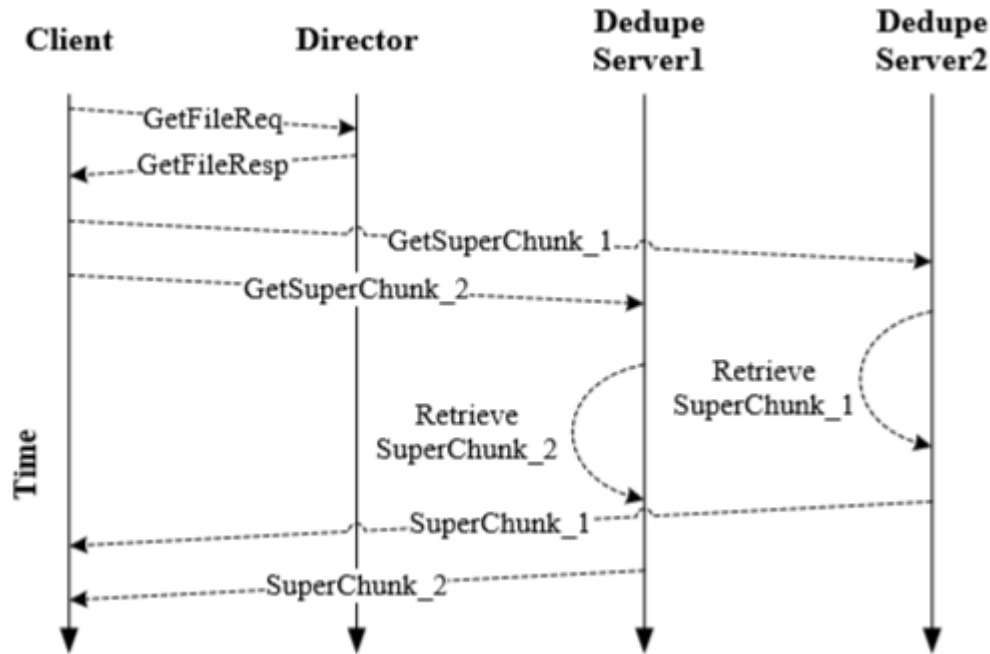 Client
Director
Dedupe
Server1
Dedupe
Server2
GetFileReq
GetFileResp
GetSuperChunk_1
GetSuperChunk_2
Retrieve
SuperChunk_1
Retrieve
SuperChunk_2
Time
SuperChunk_1
SuperChunk_2